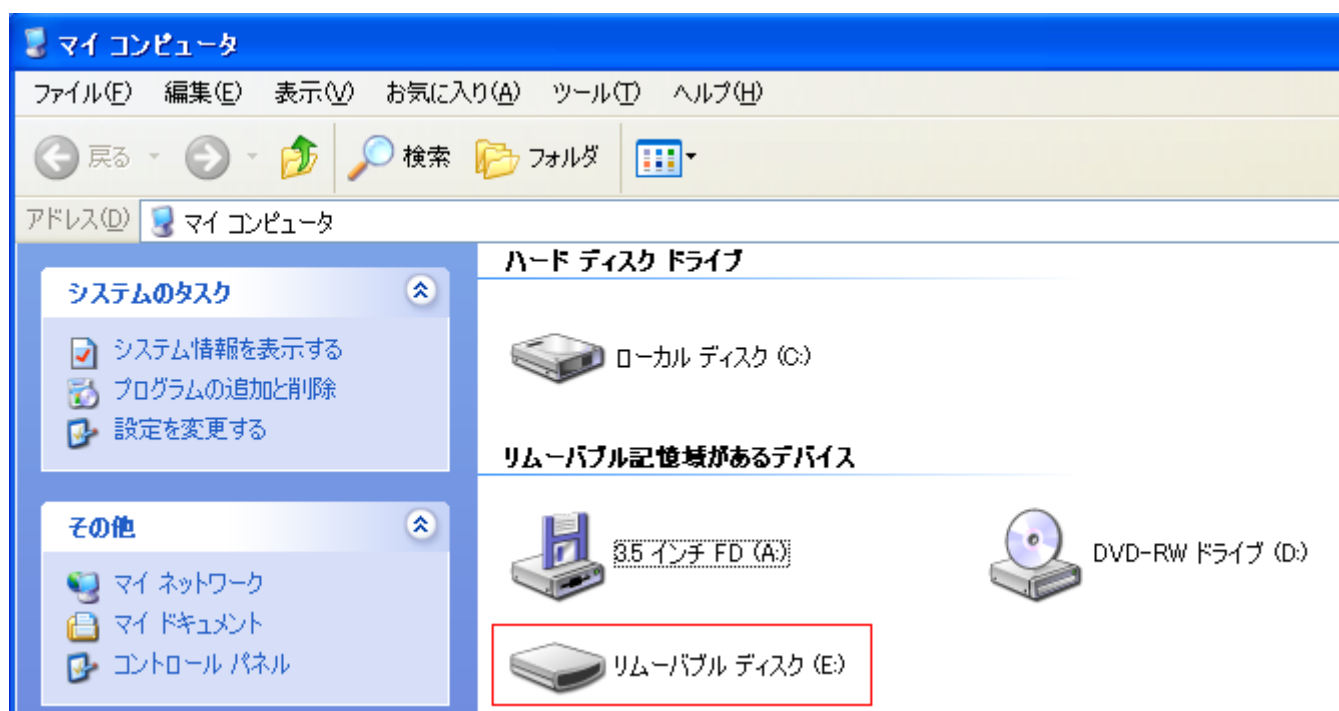 マイ コンピュータ
ファイル(F) 編集(E) 表示(V) お気に入り(A) ツール(T) ヘルプ(H)
戻る 検索 フォルダ
アドレス(D) マイ コンピュータ
システムのタスク
システム情報を表示する
プログラムの追加と削除
設定を変更する
その他
マイ ネットワーク
マイ ドキュメント
コントロール パネル
ハード ディスク ドライブ
ローカル ディスク (C:)
リムーバブル記憶域があるデバイス
3.5 インチ FD (A:)
DVD-RW ドライブ (D:)
リムーバブル ディスク (E:)